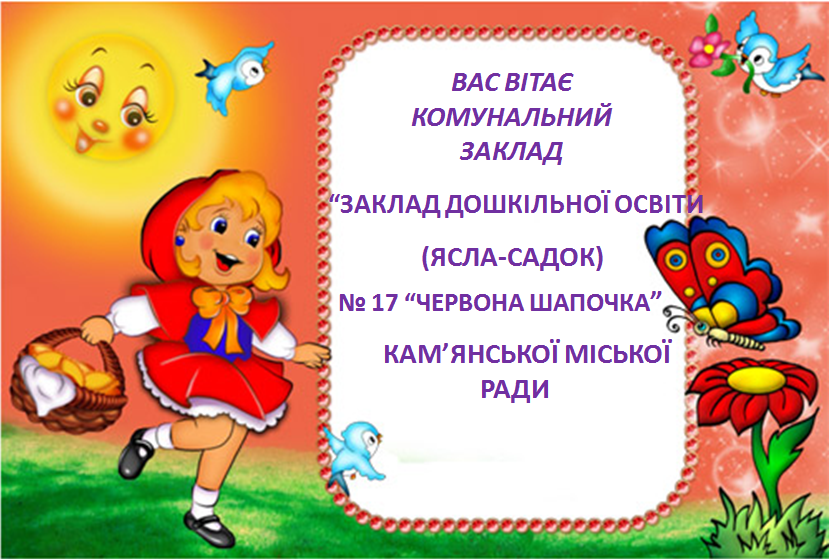 ВАС ВІТАЄ
КОМУНАЛЬНИЙ
ЗАКЛАД
“ЗАКЛАД ДОШКІЛЬНОЇ ОСВІТИ
(ЯСЛА-САДОК)
№ 17 “ЧЕРВОНА ШАПОЧКА”
КАМ’ЯНСЬКОЇ МІСЬКОЇ
РАДИ